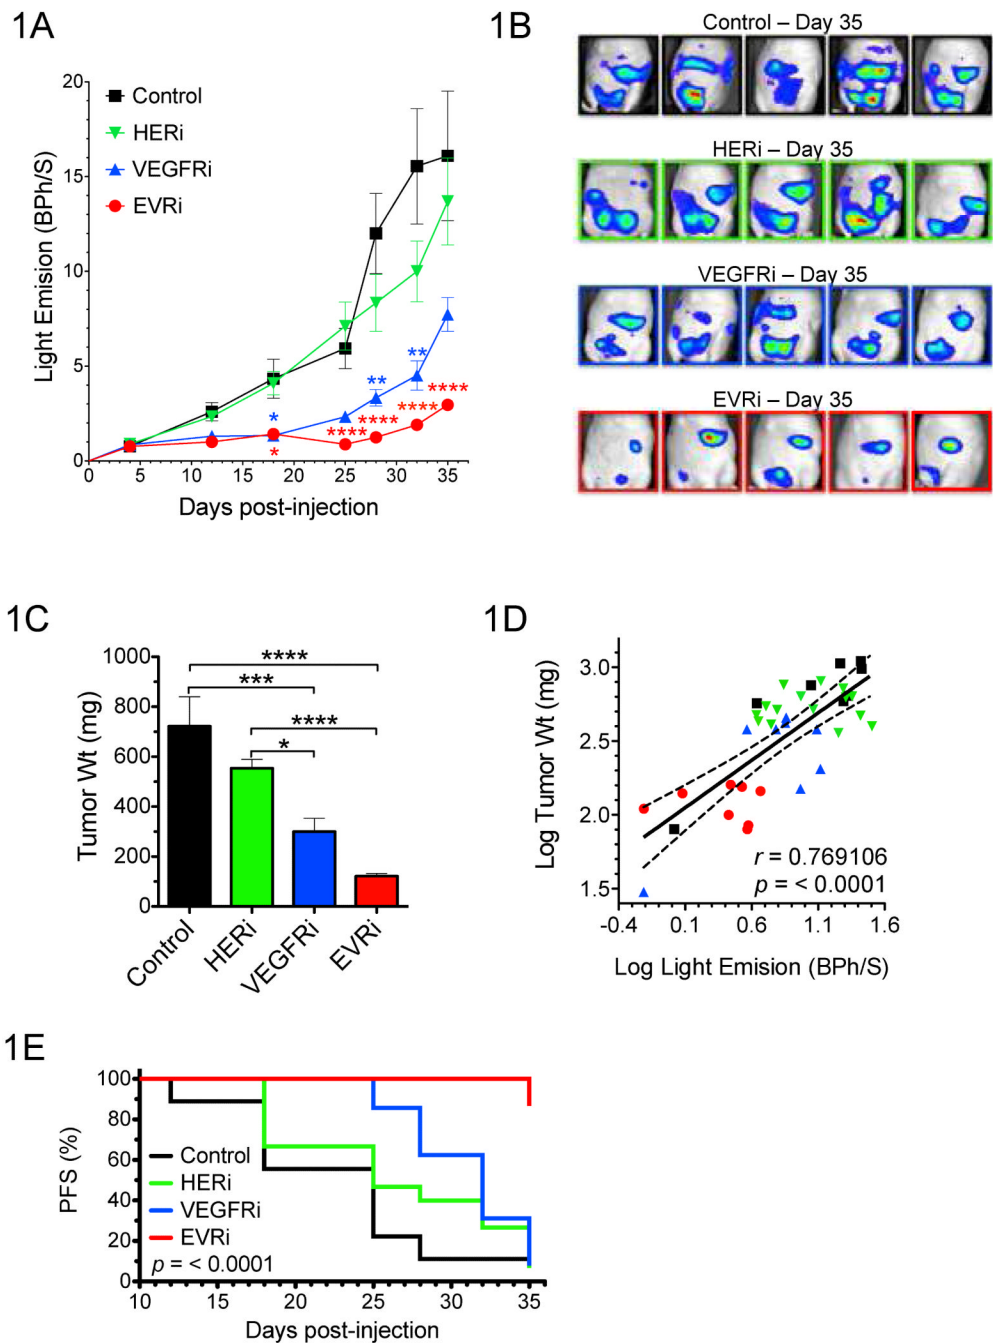 1A
Light Emision (BPh/S)
20
15
10
5
0
Control
HERi
VEGFRi
EVRi
*
**
**
****
****
****
****
*
0 5 10 15 20 25 30 35
Days post-injection
1B
Control – Day 35
HERi – Day 35
VEGFRi – Day 35
EVRi – Day 35
1C
Tumor Wt (mg)
1000
800
600
400
200
0
****
***
****
*
Control
HERi
VEGFRi
EVRi
1D
Log Tumor Wt (mg)
3.0
2.5
2.0
1.5
r = 0.769106
p = < 0.0001
-0.4 0.1 0.6 1.1 1.6
Log Light Emision (BPh/S)
1E
PFS (%)
100
80
60
40
20
0
Control
HERi
VEGFRi
EVRi
p = < 0.0001
10 15 20 25 30 35
Days post-injection